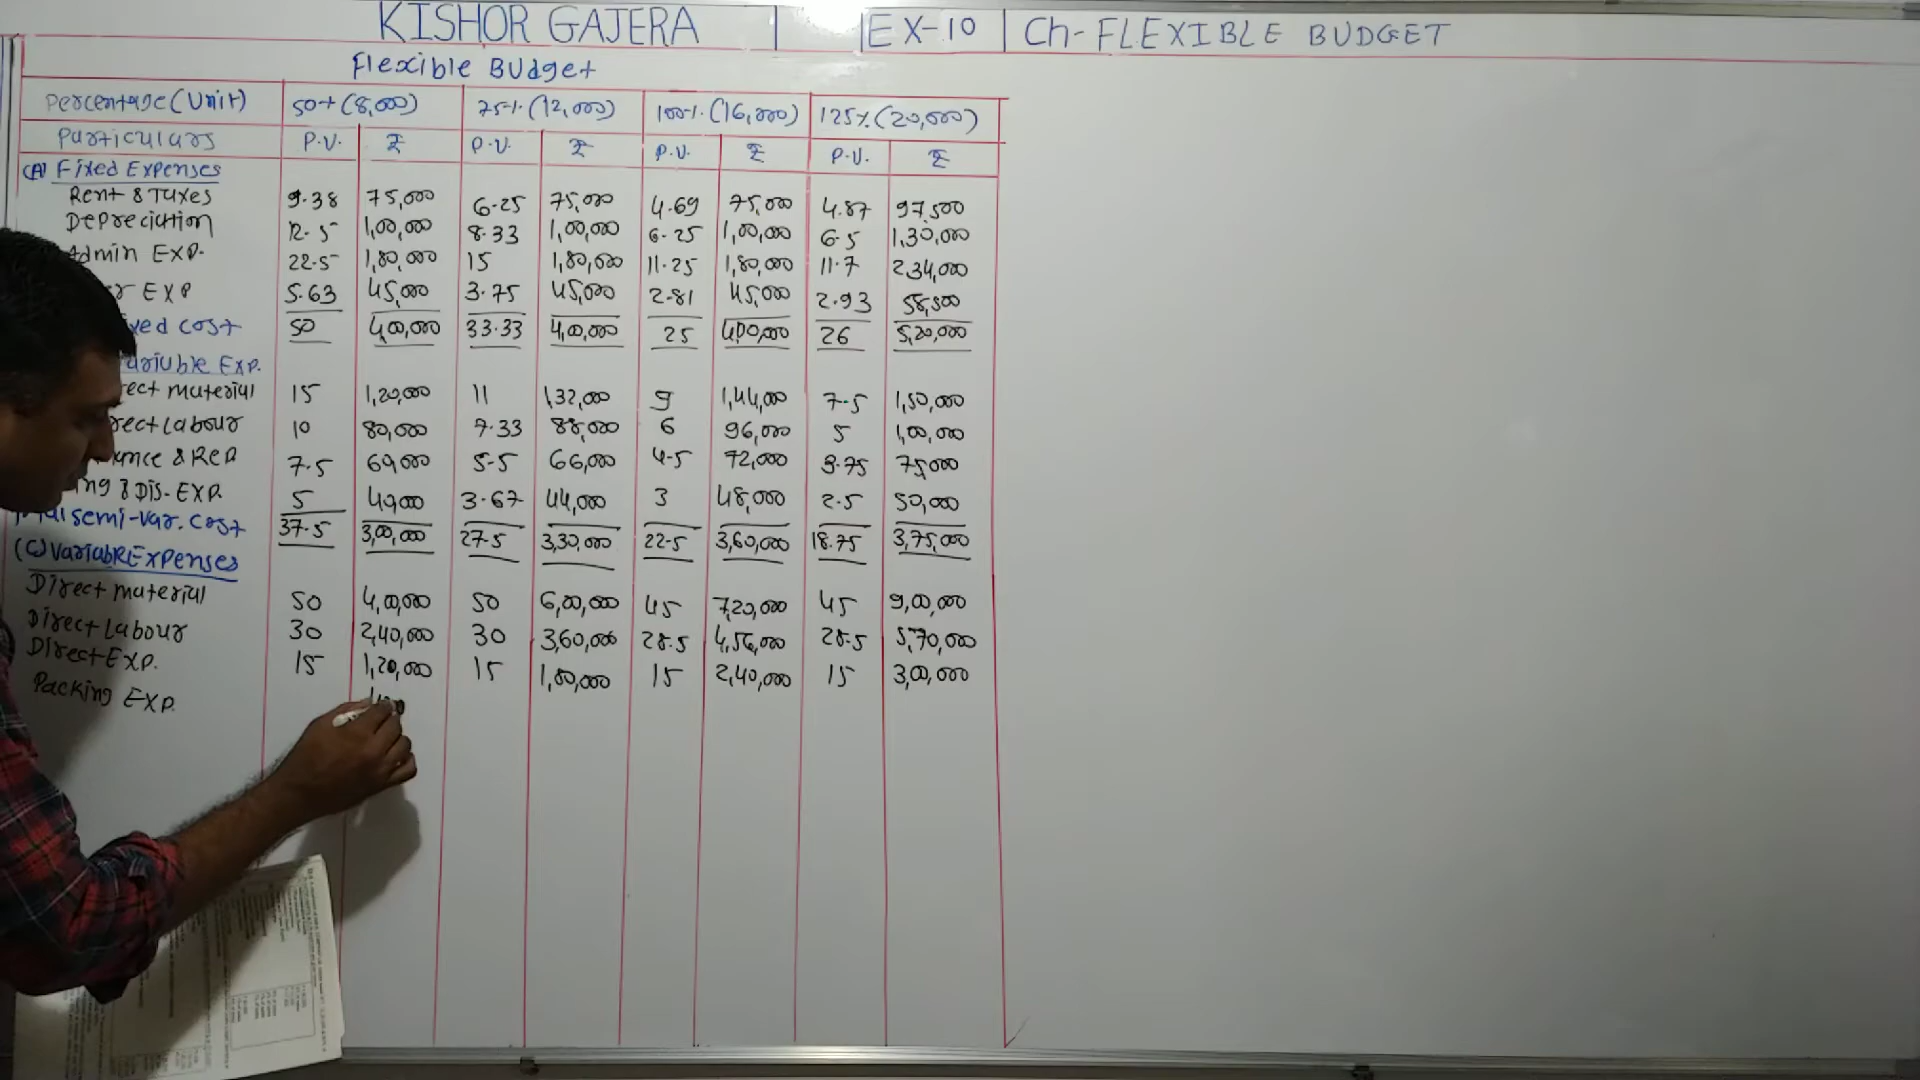 KISHOR GAJERA EX-10 Ch- FLEXIBLE BUDGET
Flexible BUdget
Percentage(Unit) 50% (8,000) 75% (12,000) 100% (16,000) 125% (20,000)
Particulars P.U. ₹ P.U. ₹ P.U. ₹ P.U. ₹
(A) Fixed Expenses
Rent & Taxes 9.38 75,000 6.25 75,000 4.69 75,000 4.87 97,500
Depreciation 12.5 1,00,000 8.33 1,00,000 6.25 1,00,000 6.5 1,30,000
Admin EXP. 22.5 1,80,000 15 1,80,000 11.25 1,80,000 11.7 2,34,000
EXP 5.63 45,000 3.75 45,000 2.81 45,000 2.93 58,500
Cost 50 4,00,000 33.33 4,00,000 25 4,00,000 26 5,20,000
EXP.
material 15 1,20,000 11 1,32,000 9 1,44,000 7.5 1,50,000
Labour 10 80,000 7.33 88,000 6 96,000 5 1,00,000
& Rep 7.5 60,000 5.5 66,000 4.5 72,000 3.75 75,000
& Dis. EXP. 5 40,000 3.67 44,000 3 48,000 2.5 50,000
semi-var. cost 37.5 3,00,000 27.5 3,30,000 22.5 3,60,000 18.75 3,75,000
(C) Variabl Expenses
Direct material 50 4,00,000 50 6,00,000 45 7,20,000 45 9,00,000
Direct Labour 30 2,40,000 30 3,60,000 28.5 4,56,000 28.5 5,70,000
Direct EXP. 15 1,20,000 15 1,80,000 15 2,40,000 15 3,00,000
Packing EXP.